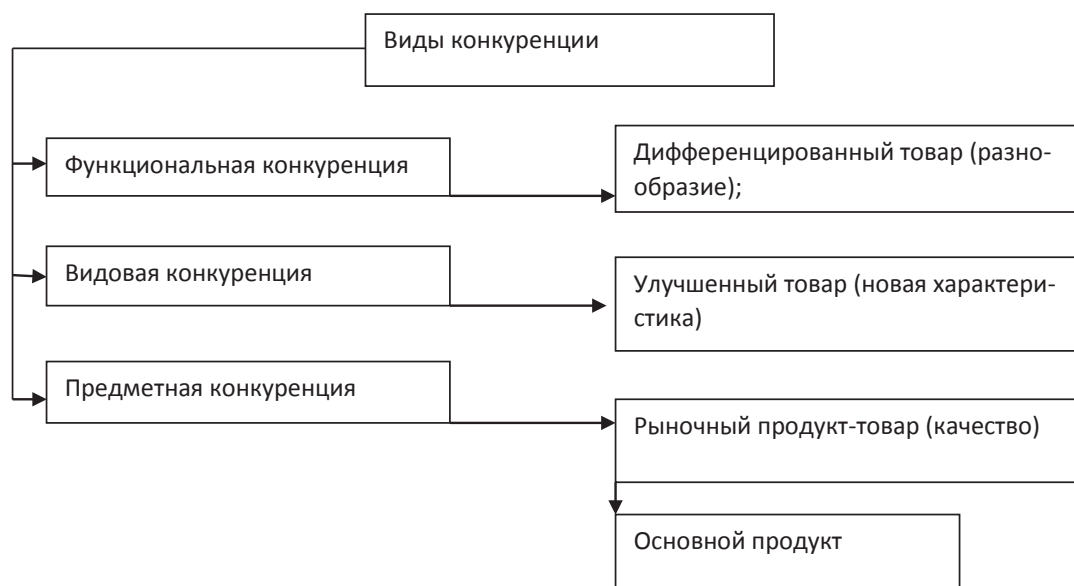 Виды конкуренции
Функциональная конкуренция
Дифференцированный товар (разно-
образие);
Видовая конкуренция
Улучшенный товар (новая характери-
стика)
Предметная конкуренция
Рыночный продукт-товар (качество)
Основной продукт